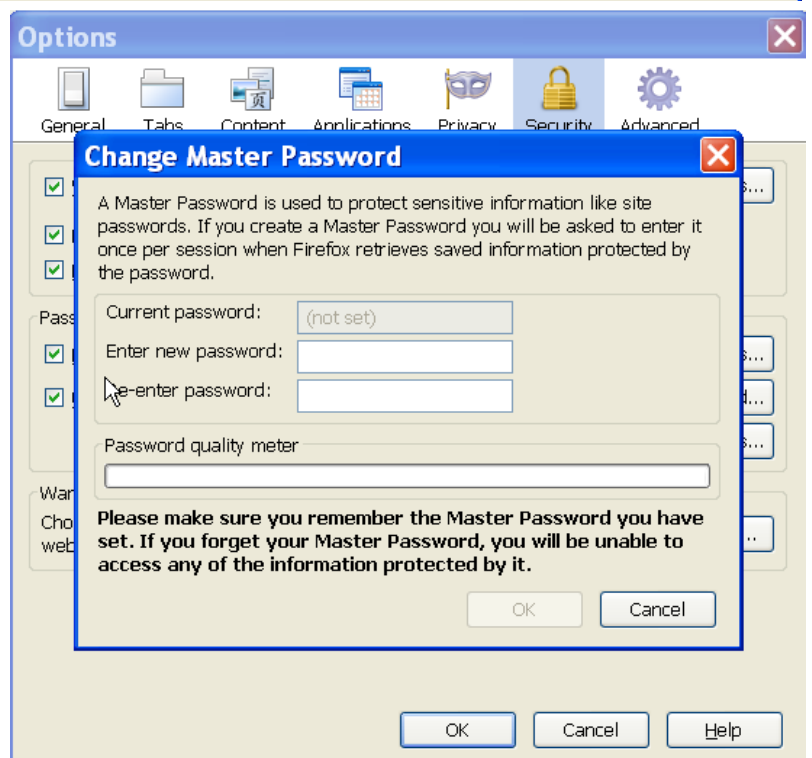 Options
General Tabs Content Applications Privacy Security Advanced
页
Change Master Password
A Master Password is used to protect sensitive information like site
passwords. If you create a Master Password you will be asked to enter it
once per session when Firefox retrieves saved information protected by
the password.
Current password: (not set)
Enter new password:
Re-enter password:
Password quality meter
Please make sure you remember the Master Password you have
set. If you forget your Master Password, you will be unable to
access any of the information protected by it.
OK Cancel
Pass
War
Cho
web
OK Cancel Help